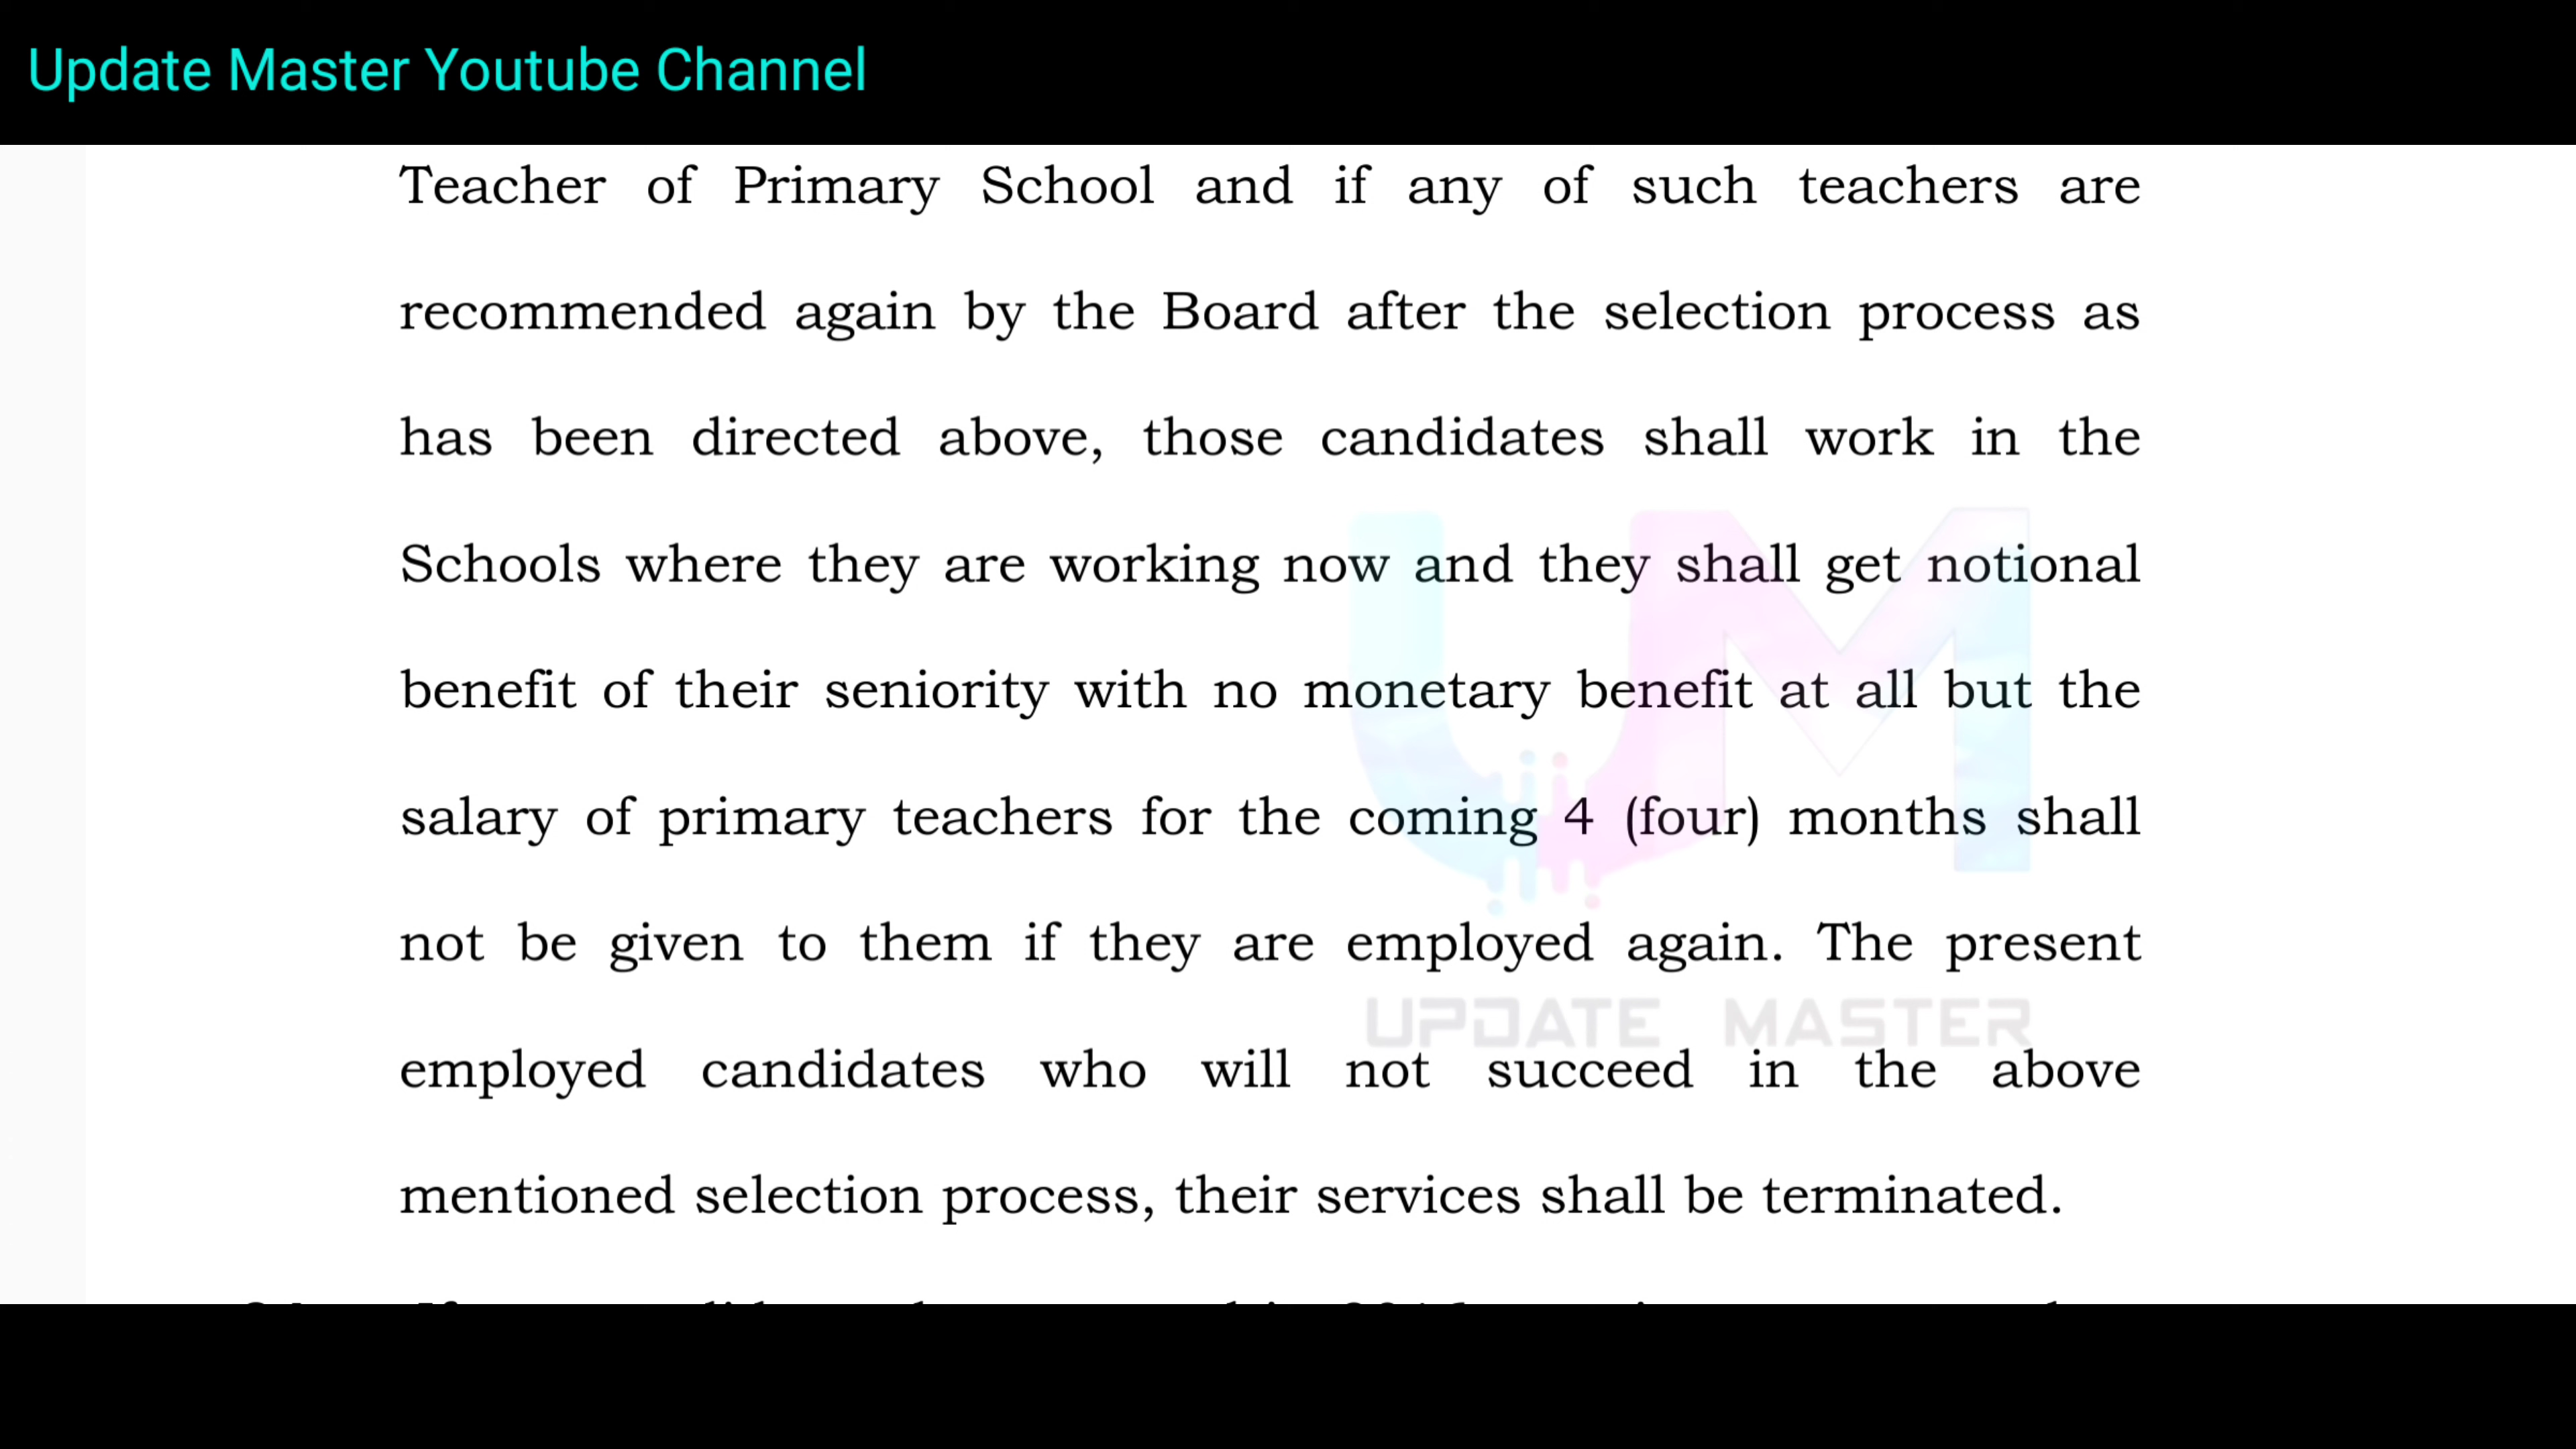 Update Master Youtube Channel
Teacher of Primary School and if any of such teachers are
recommended again by the Board after the selection process as
has been directed above, those candidates shall work in the
Schools where they are working now and they shall get notional
benefit of their seniority with no monetary benefit at all but the
salary of primary teachers for the coming 4 (four) months shall
not be given to them if they are employed again. The present
UPDATE MASTER
employed candidates who will not succeed in the above
mentioned selection process, their services shall be terminated.